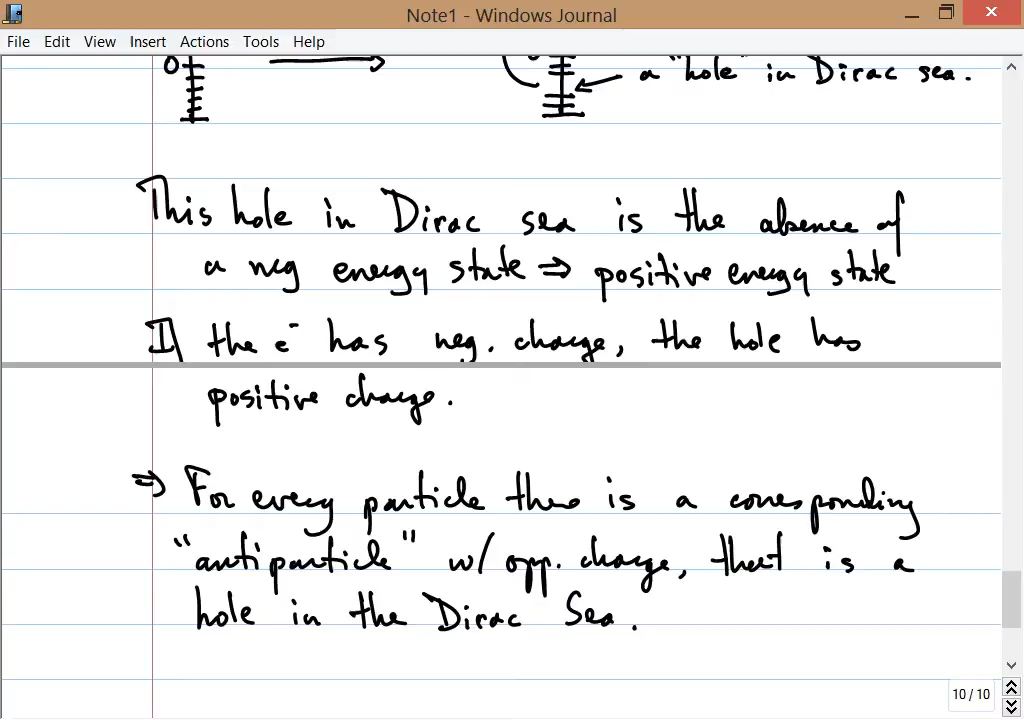 Note1 - Windows Journal
File Edit View Insert Actions Tools Help
0
a "hole" in Dirac sea.
This hole in Dirac sea is the absence of
a neg energy state ⇒ positive energy state
If the e⁻ has neg. charge, the hole has
positive charge.
⇒ For every particle there is a corresponding
"antiparticle" w/ opp. charge, that is a
hole in the Dirac Sea.
10 / 10